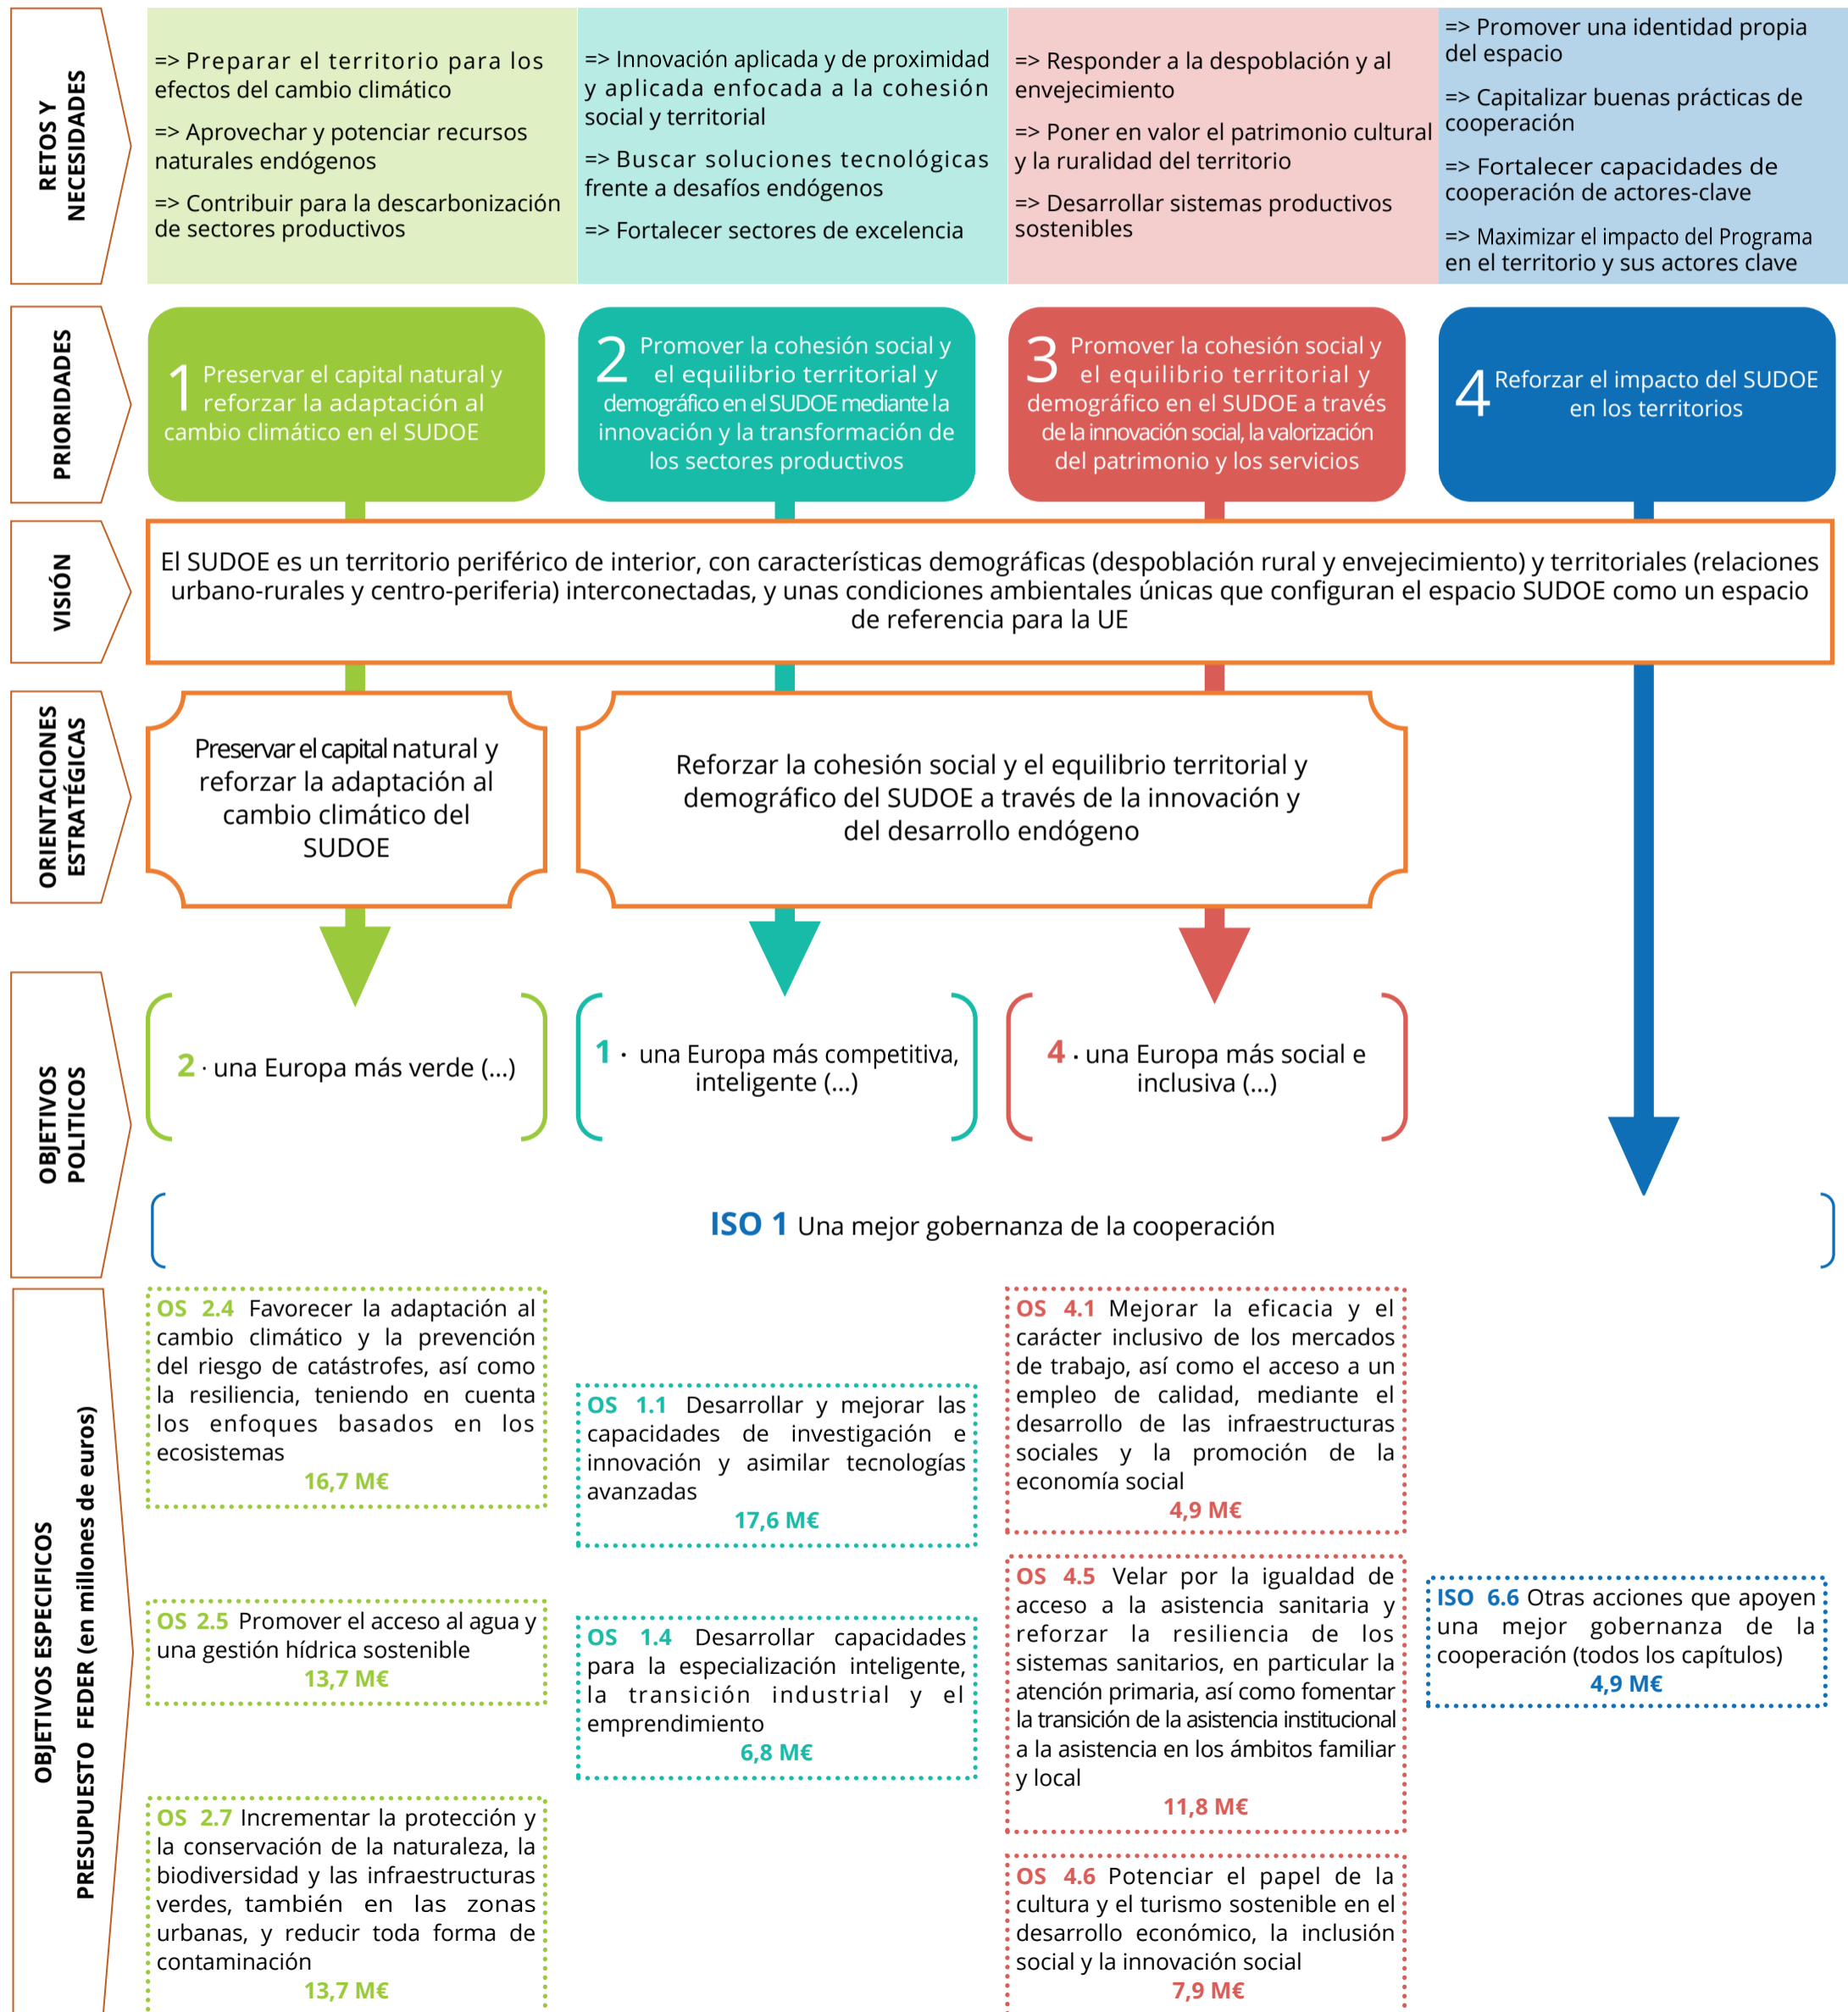 RETOS Y
NECESIDADES
=> Preparar el territorio para los
efectos del cambio climático
=> Aprovechar y potenciar recursos
naturales endógenos
=> Contribuir para la descarbonización
de sectores productivos
=> Innovación aplicada y de proximidad
y aplicada enfocada a la cohesión
social y territorial
=> Buscar soluciones tecnológicas
frente a desafíos endógenos
=> Fortalecer sectores de excelencia
=> Responder a la despoblación y al
envejecimiento
=> Poner en valor el patrimonio cultural
y la ruralidad del territorio
=> Desarrollar sistemas productivos
sostenibles
=> Promover una identidad propia
del espacio
=> Capitalizar buenas prácticas de
cooperación
=> Fortalecer capacidades de
cooperación de actores-clave
=> Maximizar el impacto del Programa
en el territorio y sus actores clave
PRIORIDADES
1 Preservar el capital natural y
reforzar la adaptación al
cambio climático en el SUDOE
2 Promover la cohesión social y
el equilibrio territorial y
demográfico en el SUDOE mediante la
innovación y la transformación de
los sectores productivos
3 Promover la cohesión social y
el equilibrio territorial y
demográfico en el SUDOE a través
de la innovación social, la valorización
del patrimonio y los servicios
4 Reforzar el impacto del SUDOE
en los territorios
VISIÓN
El SUDOE es un territorio periférico de interior, con características demográficas (despoblación rural y envejecimiento) y territoriales (relaciones
urbano-rurales y centro-periferia) interconectadas, y unas condiciones ambientales únicas que configuran el espacio SUDOE como un espacio
de referencia para la UE
ORIENTACIONES
ESTRATÉGICAS
Preservar el capital natural y
reforzar la adaptación al
cambio climático del
SUDOE
Reforzar la cohesión social y el equilibrio territorial y
demográfico del SUDOE a través de la innovación y
del desarrollo endógeno
OBJETIVOS
POLITICOS
2 · una Europa más verde (...)
1 · una Europa más competitiva,
inteligente (...)
4 · una Europa más social e
inclusiva (...)
ISO 1 Una mejor gobernanza de la cooperación
OBJETIVOS ESPECIFICOS
PRESUPUESTO FEDER (en millones de euros)
OS 2.4 Favorecer la adaptación al
cambio climático y la prevención
del riesgo de catástrofes, así como
la resiliencia, teniendo en cuenta
los enfoques basados en los
ecosistemas
16,7 M€
OS 2.5 Promover el acceso al agua y
una gestión hídrica sostenible
13,7 M€
OS 2.7 Incrementar la protección y
la conservación de la naturaleza, la
biodiversidad y las infraestructuras
verdes, también en las zonas
urbanas, y reducir toda forma de
contaminación
13,7 M€
OS 1.1 Desarrollar y mejorar las
capacidades de investigación e
innovación y asimilar tecnologías
avanzadas
17,6 M€
OS 1.4 Desarrollar capacidades
para la especialización inteligente,
la transición industrial y el
emprendimiento
6,8 M€
OS 4.1 Mejorar la eficacia y el
carácter inclusivo de los mercados
de trabajo, así como el acceso a un
empleo de calidad, mediante el
desarrollo de las infraestructuras
sociales y la promoción de la
economía social
4,9 M€
OS 4.5 Velar por la igualdad de
acceso a la asistencia sanitaria y
reforzar la resiliencia de los
sistemas sanitarios, en particular la
atención primaria, así como fomentar
la transición de la asistencia institucional
a la asistencia en los ámbitos familiar
y local
11,8 M€
OS 4.6 Potenciar el papel de la
cultura y el turismo sostenible en el
desarrollo económico, la inclusión
social y la innovación social
7,9 M€
ISO 6.6 Otras acciones que apoyen
una mejor gobernanza de la
cooperación (todos los capítulos)
4,9 M€